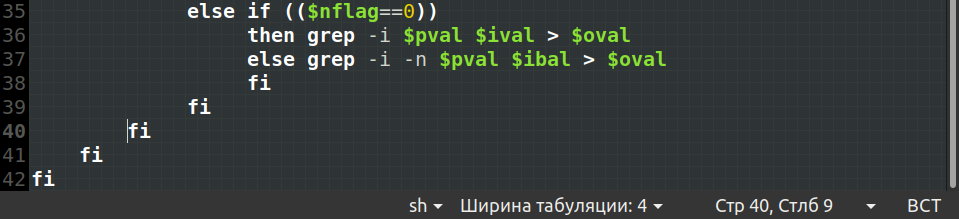 35 else if (($nflag==0))
36 then grep -i $pval $ival > $oval
37 else grep -i -n $pval $ibal > $oval
38 fi
39 fi
40 fi
41 fi
42 fi
sh Ширина табуляции: 4 Стр 40, Стлб 9 ВСТ